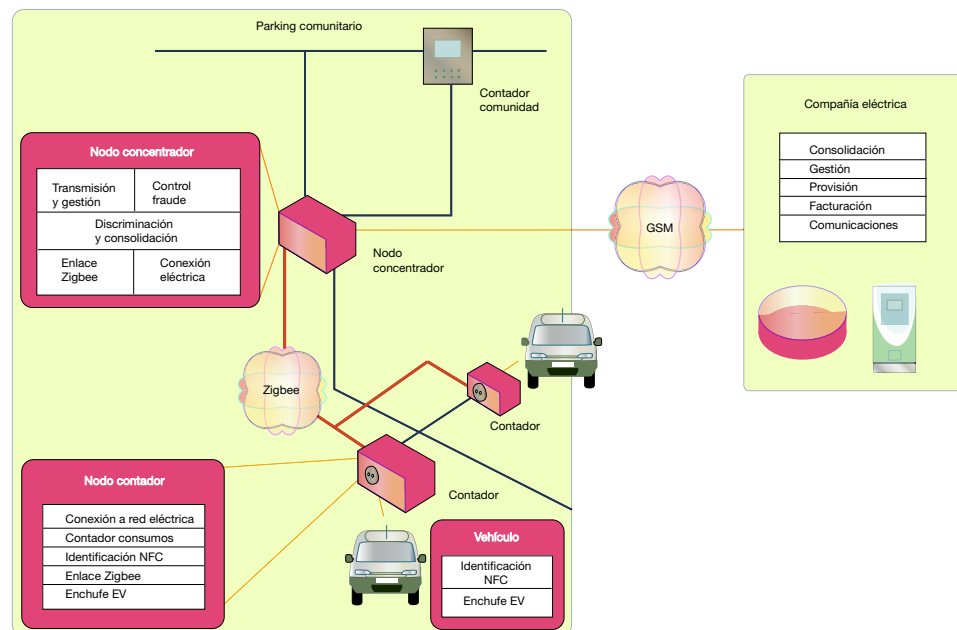 Parking comunitario
Contador
comunidad
Nodo concentrador
Transmisión
y gestión
Control
fraude
Discriminación
y consolidación
Enlace
Zigbee
Conexión
eléctrica
Nodo
concentrador
GSM
Compañía eléctrica
Consolidación
Gestión
Provisión
Facturación
Comunicaciones
Zigbee
Contador
Contador
Nodo contador
Conexión a red eléctrica
Contador consumos
Identificación NFC
Enlace Zigbee
Enchufe EV
Vehículo
Identificación
NFC
Enchufe EV